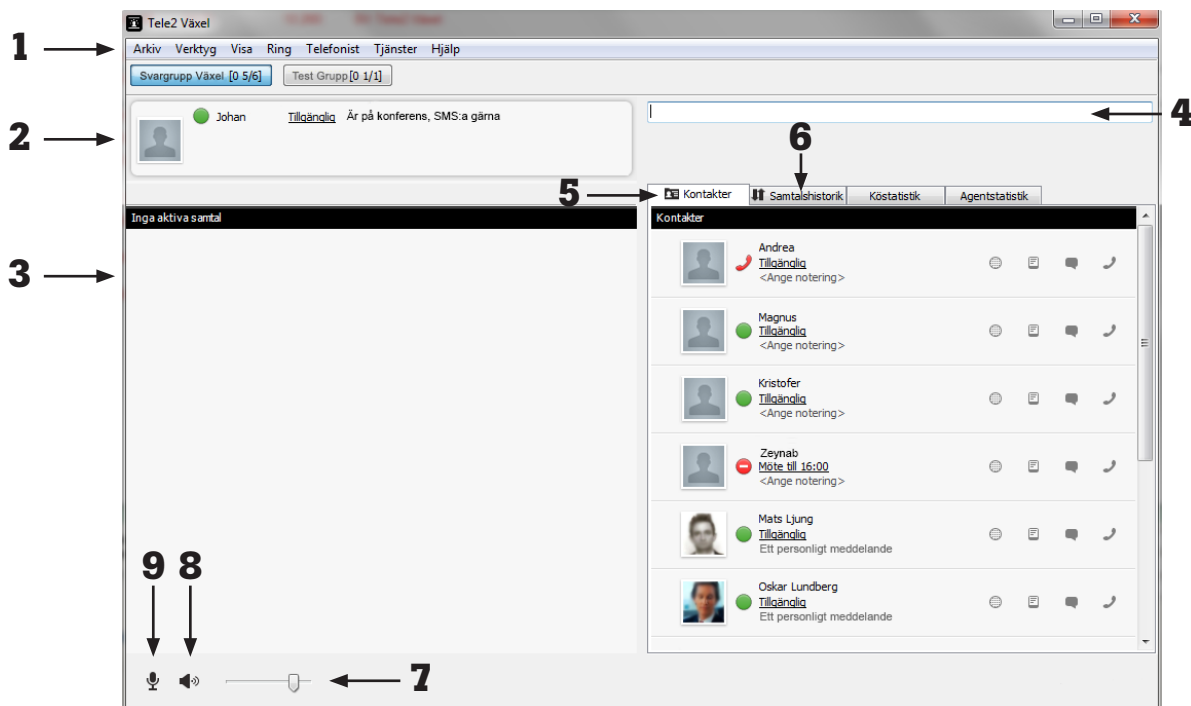 Tele2 Växel
1
Arkiv Verktyg Visa Ring Telefonist Tjänster Hjälp
Svargrupp Växel [0 5/6] Test Grupp [0 1/1]
2
Johan Tillgänglig Är på konferens, SMS:a gärna
4
6
5
Kontakter Samtalshistorik Köstatistik Agentstatistik
Inga aktiva samtal
Kontakter
3
Andrea
Tillgänglig
<Ange notering>
Magnus
Tillgänglig
<Ange notering>
Kristofer
Tillgänglig
<Ange notering>
Zeynab
Möte till 16:00
<Ange notering>
Mats Ljung
Tillgänglig
Ett personligt meddelande
Oskar Lundberg
Tillgänglig
Ett personligt meddelande
9 8
7